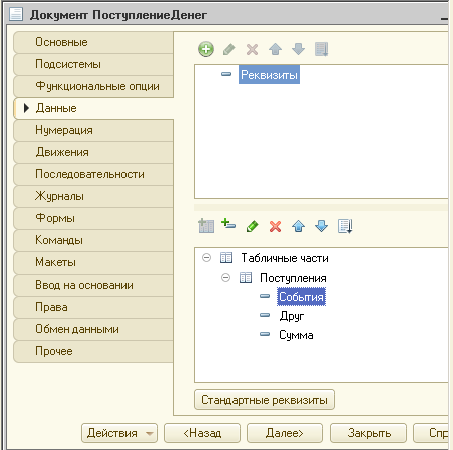 Документ ПоступлениеДенег
Основные
Подсистемы
Функциональные опции
Данные
Нумерация
Движения
Последовательности
Журналы
Формы
Команды
Макеты
Ввод на основании
Права
Обмен данными
Прочее
Реквизиты
Табличные части
Поступления
События
Друг
Сумма
Стандартные реквизиты
Действия
<Назад
Далее>
Закрыть
Спр